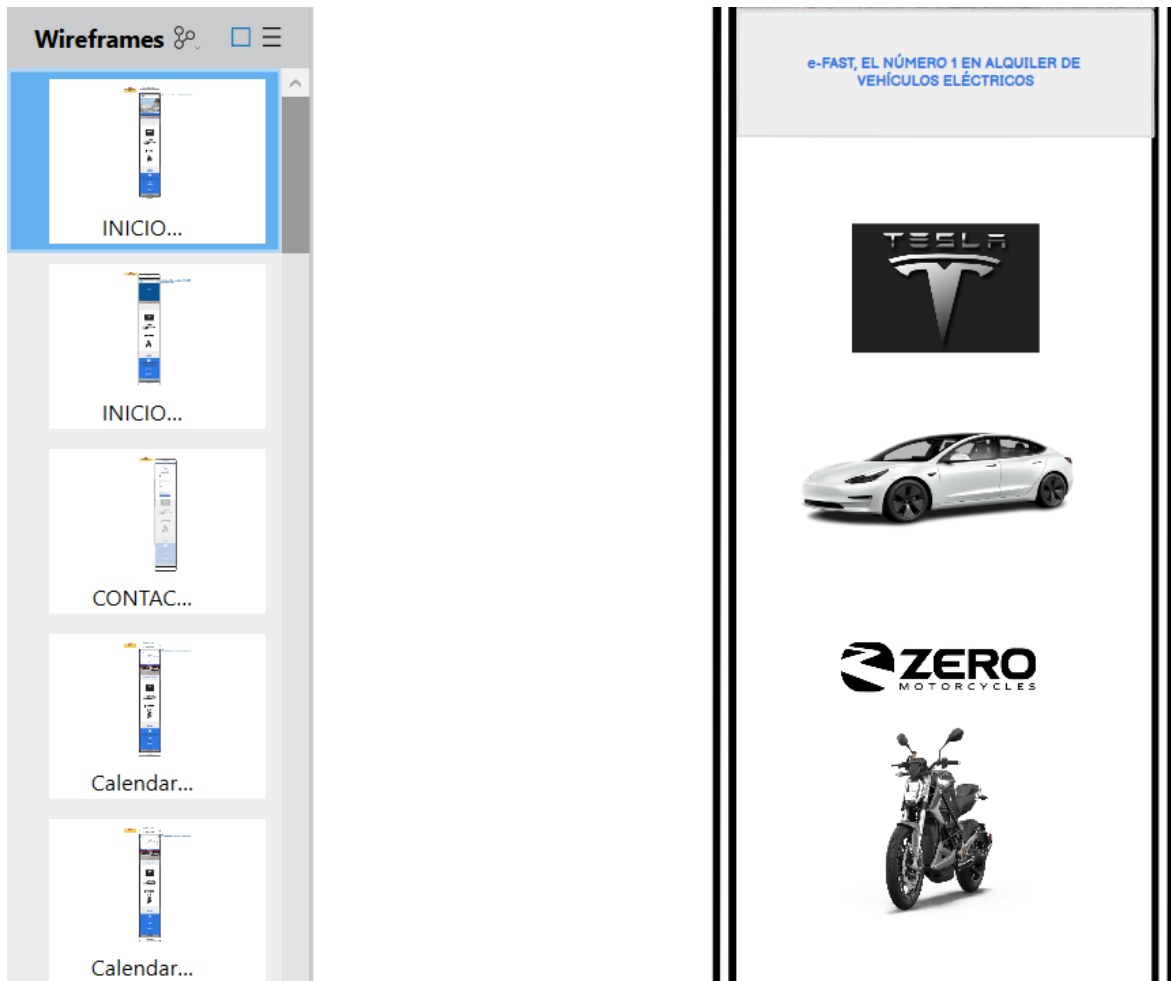 Wireframes
INICIO...
INICIO...
CONTAC...
Calendar...
Calendar...
e-FAST, EL NÚMERO 1 EN ALQUILER DE
VEHÍCULOS ELÉCTRICOS
TESLA
ZERO
MOTORCYCLES